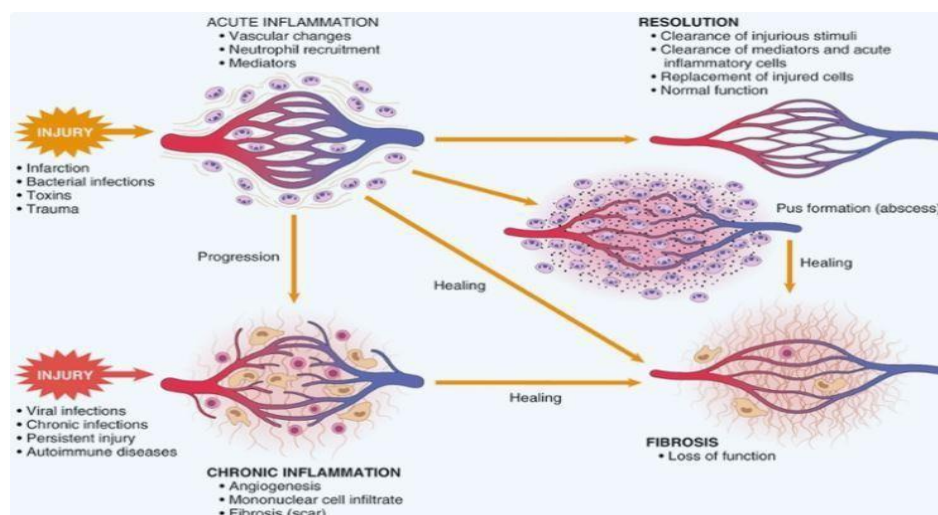 ACUTE INFLAMMATION
• Vascular changes
• Neutrophil recruitment
• Mediators
RESOLUTION
• Clearance of injurious stimuli
• Clearance of mediators and acute
inflammatory cells
• Replacement of injured cells
• Normal function
INJURY
• Infarction
• Bacterial infections
• Toxins
• Trauma
Pus formation (abscess)
Progression
Healing
Healing
INJURY
• Viral infections
• Chronic infections
• Persistent injury
• Autoimmune diseases
Healing
FIBROSIS
• Loss of function
CHRONIC INFLAMMATION
• Angiogenesis
• Mononuclear cell infiltrate
• Fibrosis (scar)